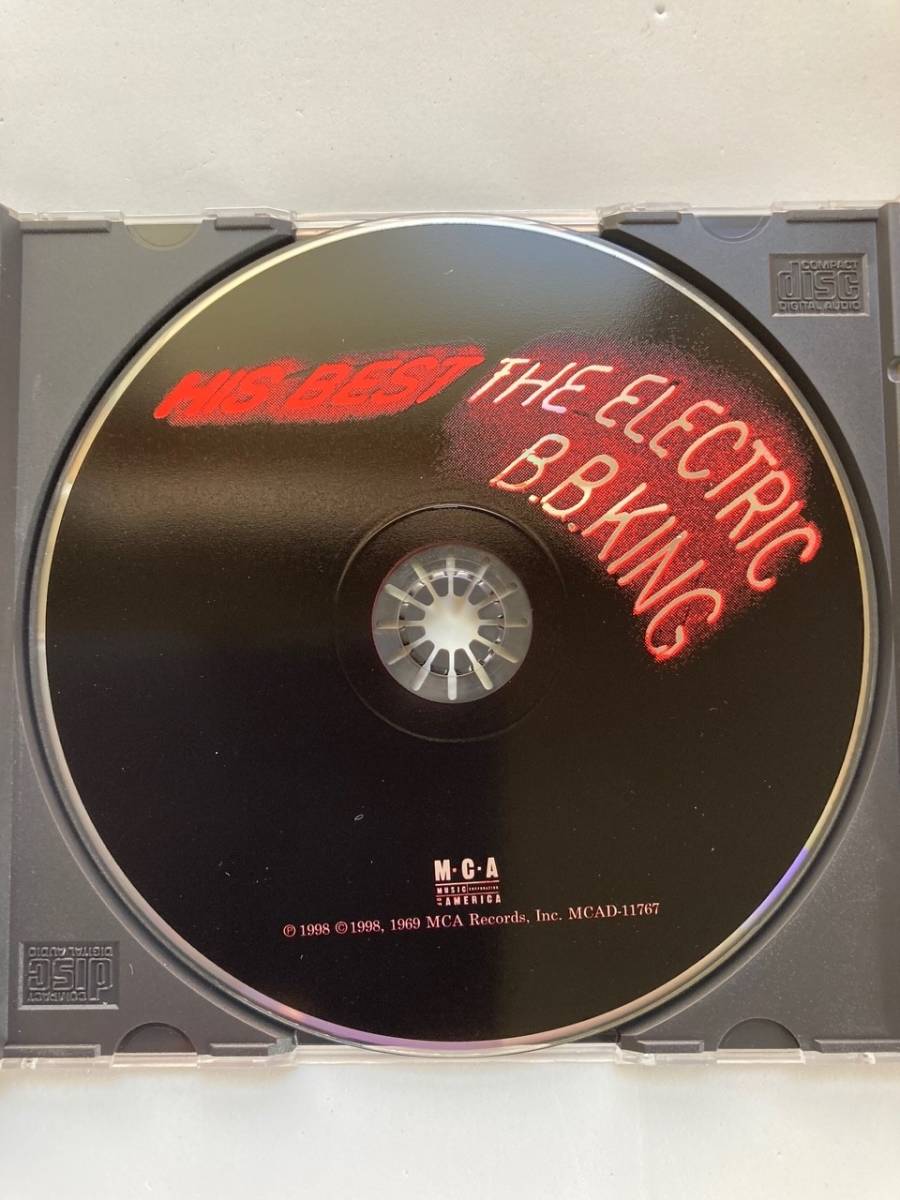 COMPACT
disc
DIGITAL AUDIO
HIS BEST
THE ELECTRIC
B.B.KING
M·C·A
MUSIC CORPORATION
OF AMERICA
℗ 1998 © 1998, 1969 MCA Records, Inc. MCAD-11767
COMPACT
disc
DIGITAL AUDIO